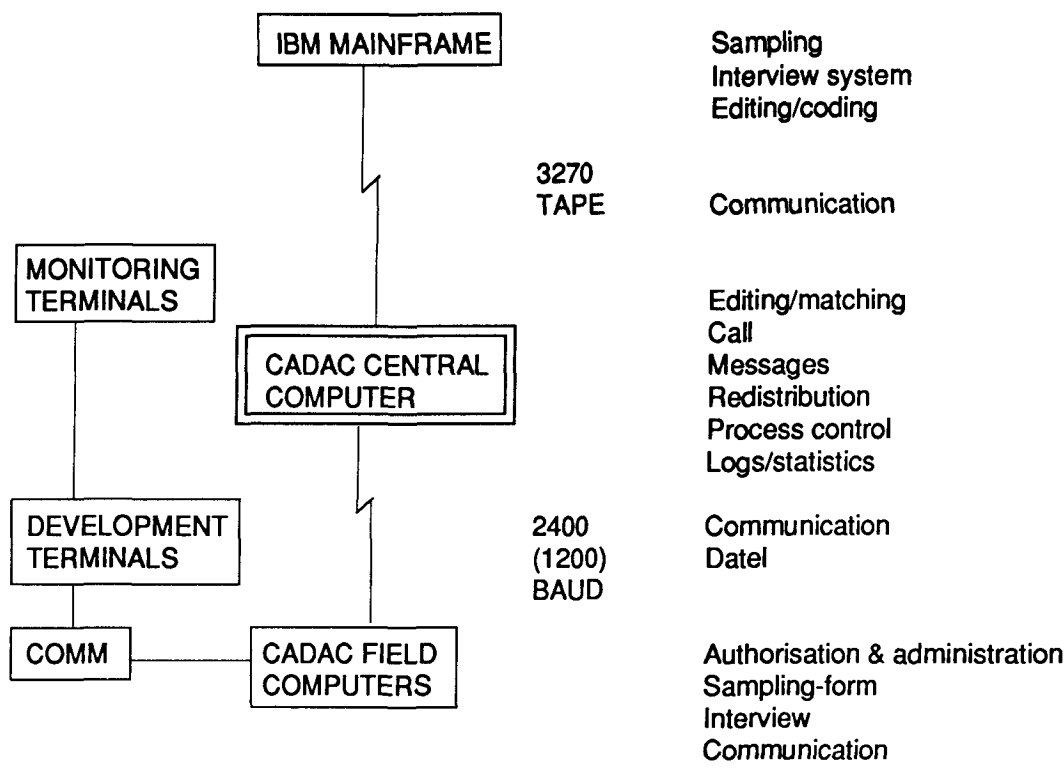 IBM MAINFRAME
Sampling
Interview system
Editing/coding
3270
TAPE
Communication
MONITORING
TERMINALS
CADAC CENTRAL
COMPUTER
Editing/matching
Call
Messages
Redistribution
Process control
Logs/statistics
DEVELOPMENT
TERMINALS
2400
(1200)
BAUD
Communication
Datel
COMM
CADAC FIELD
COMPUTERS
Authorisation & administration
Sampling-form
Interview
Communication